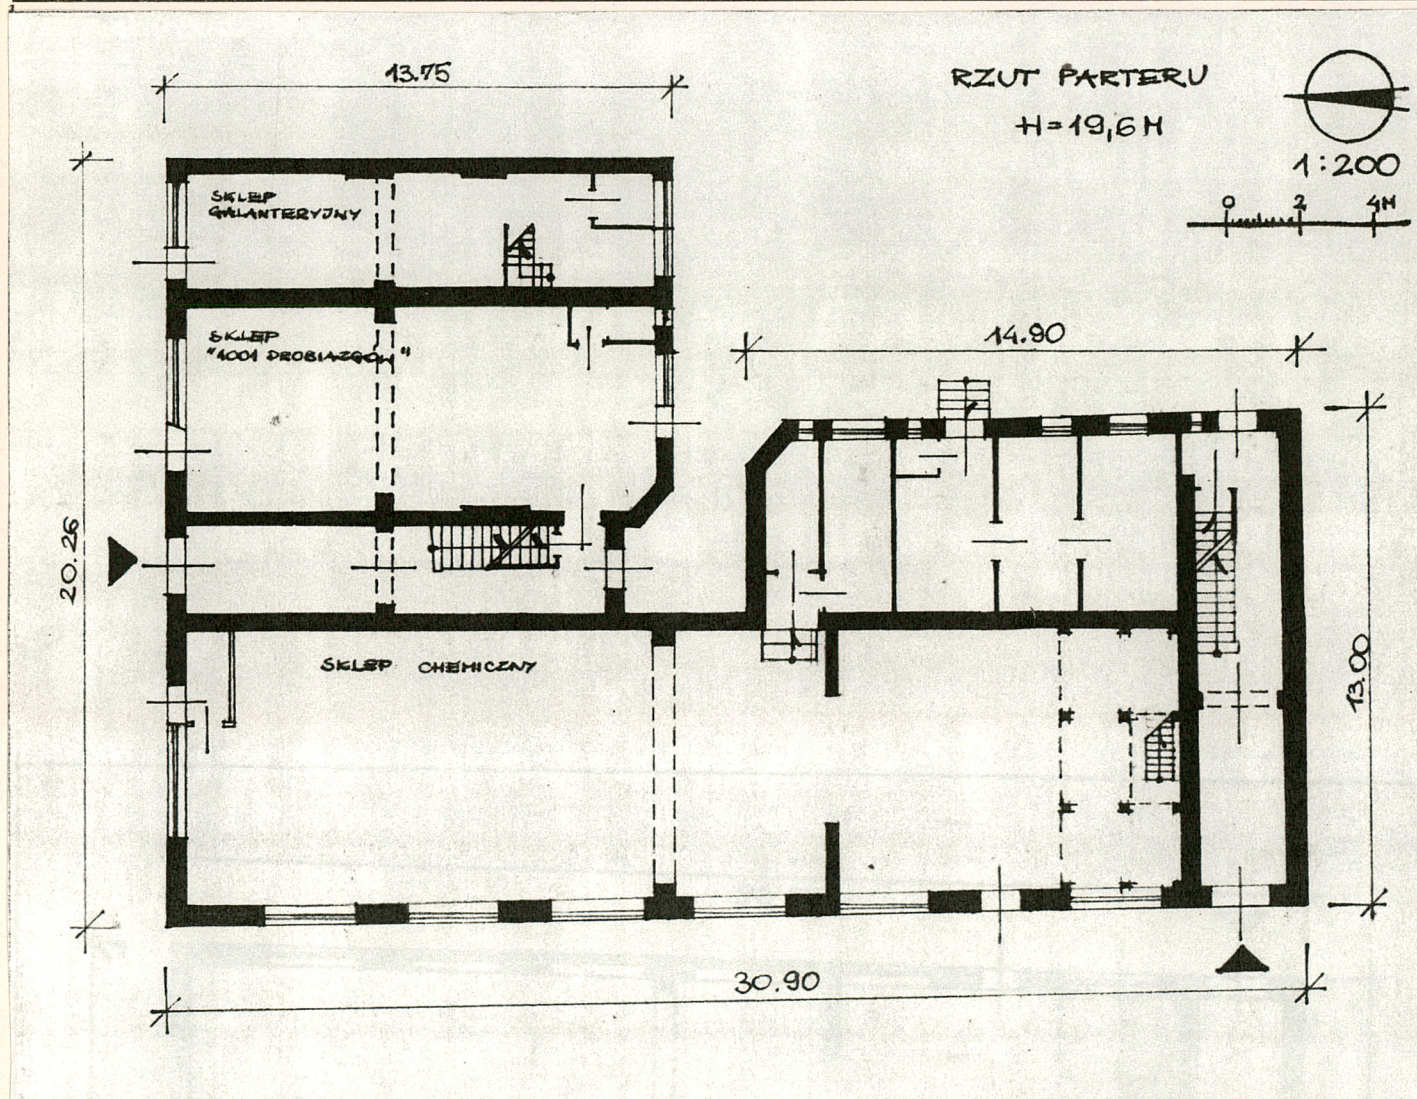 13.75
RZUT PARTERU
H=19,6M
1:200
0 2 4M
SKLEP
GALANTERYJNY
SKLEP
"1001 DROBIAZGÓW"
14.90
20.26
SKLEP CHEMICZNY
13.00
30.90